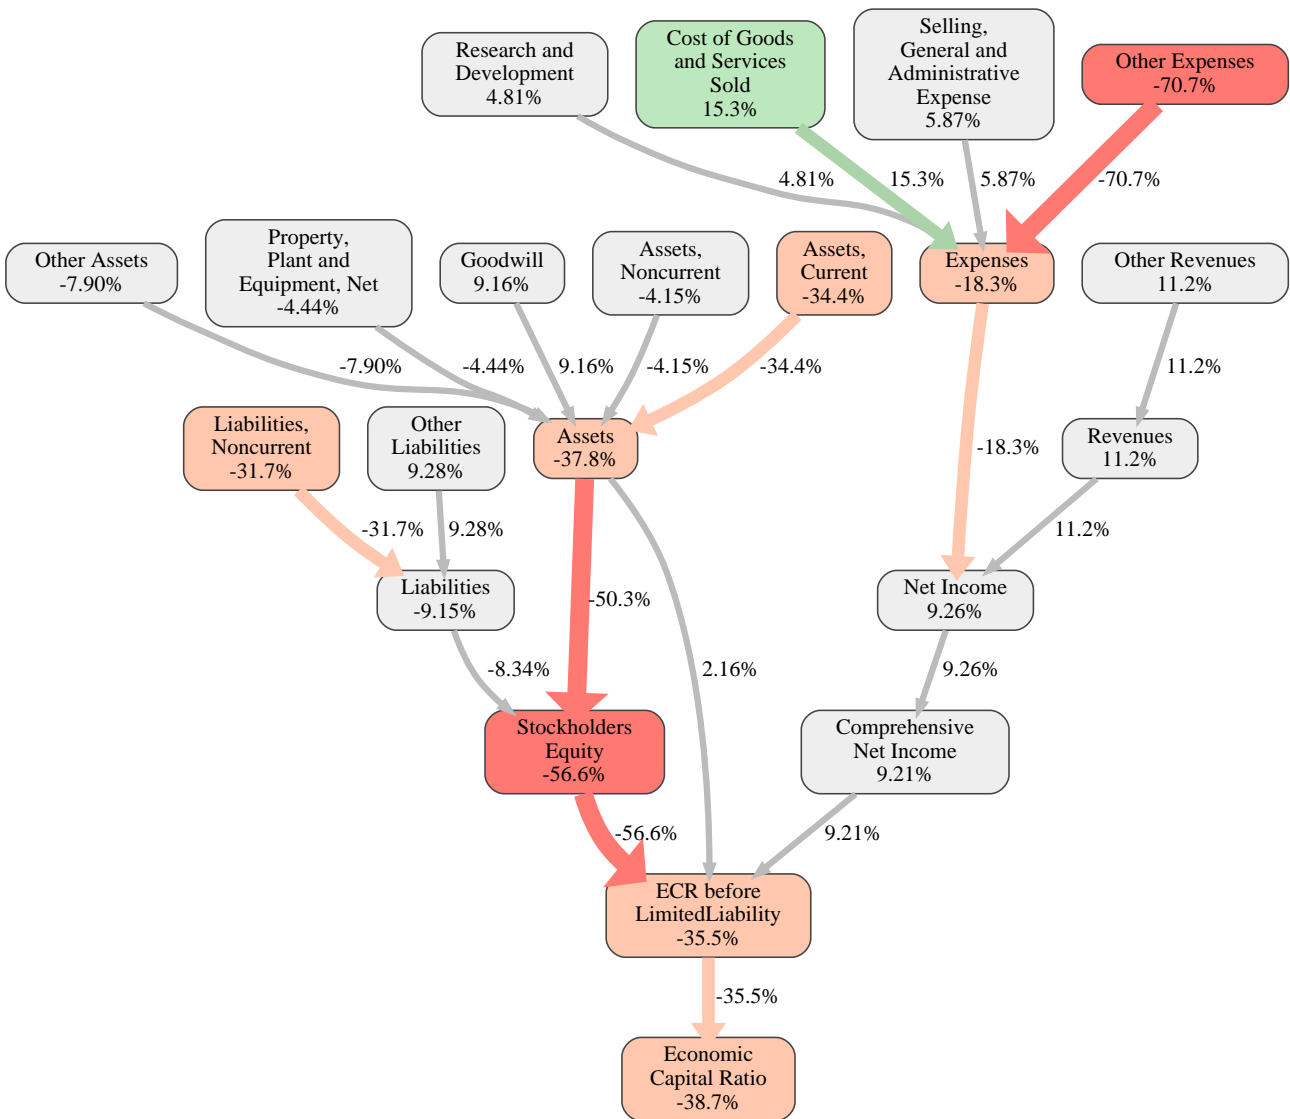 Research and
Development
4.81%
Cost of Goods
and Services
Sold
15.3%
Selling,
General and
Administrative
Expense
5.87%
Other Expenses
-70.7%
4.81%
15.3%
5.87%
-70.7%
Other Assets
-7.90%
Property,
Plant and
Equipment, Net
-4.44%
Goodwill
9.16%
Assets,
Noncurrent
-4.15%
Assets,
Current
-34.4%
Expenses
-18.3%
Other Revenues
11.2%
-7.90%
-4.44%
9.16%
-4.15%
-34.4%
11.2%
Liabilities,
Noncurrent
-31.7%
Other
Liabilities
9.28%
Assets
-37.8%
-18.3%
Revenues
11.2%
-31.7%
9.28%
11.2%
Liabilities
-9.15%
-50.3%
Net Income
9.26%
-8.34%
2.16%
9.26%
Stockholders
Equity
-56.6%
Comprehensive
Net Income
9.21%
-56.6%
9.21%
ECR before
LimitedLiability
-35.5%
-35.5%
Economic
Capital Ratio
-38.7%